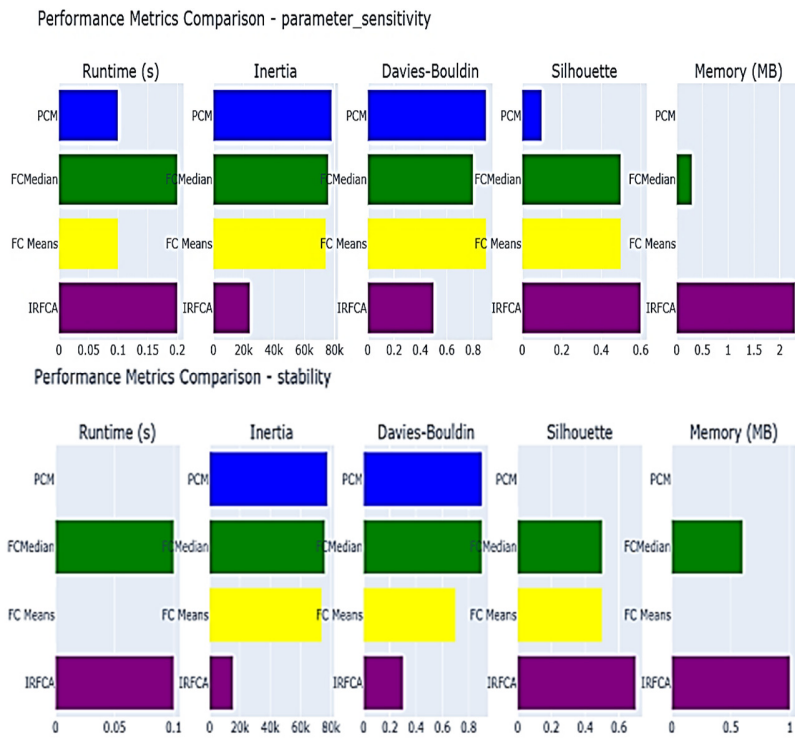 Performance Metrics Comparison - parameter_sensitivity
Runtime (s) Inertia Davies-Bouldin Silhouette Memory (MB)
PCM PCM PCM PCM PCM
FCMedian FCMedian FCMedian FCMedian FCMedian
FC Means FC Means FC Means FC Means FC Means
IRFCA IRFCA IRFCA IRFCA IRFCA
0 0.05 0.1 0.15 0.2 0 20k 40k 60k 80k 0 0.2 0.4 0.6 0.8 0 0.2 0.4 0.6 0 0.5 1 1.5 2
Performance Metrics Comparison - stability
Runtime (s) Inertia Davies-Bouldin Silhouette Memory (MB)
PCM PCM PCM PCM PCM
FCMedian FCMedian FCMedian FCMedian FCMedian
FC Means FC Means FC Means FC Means FC Means
IRFCA IRFCA IRFCA IRFCA IRFCA
0 0.05 0.1 0 20k 40k 60k 80k 0 0.2 0.4 0.6 0.8 0 0.2 0.4 0.6 0 0.5 1